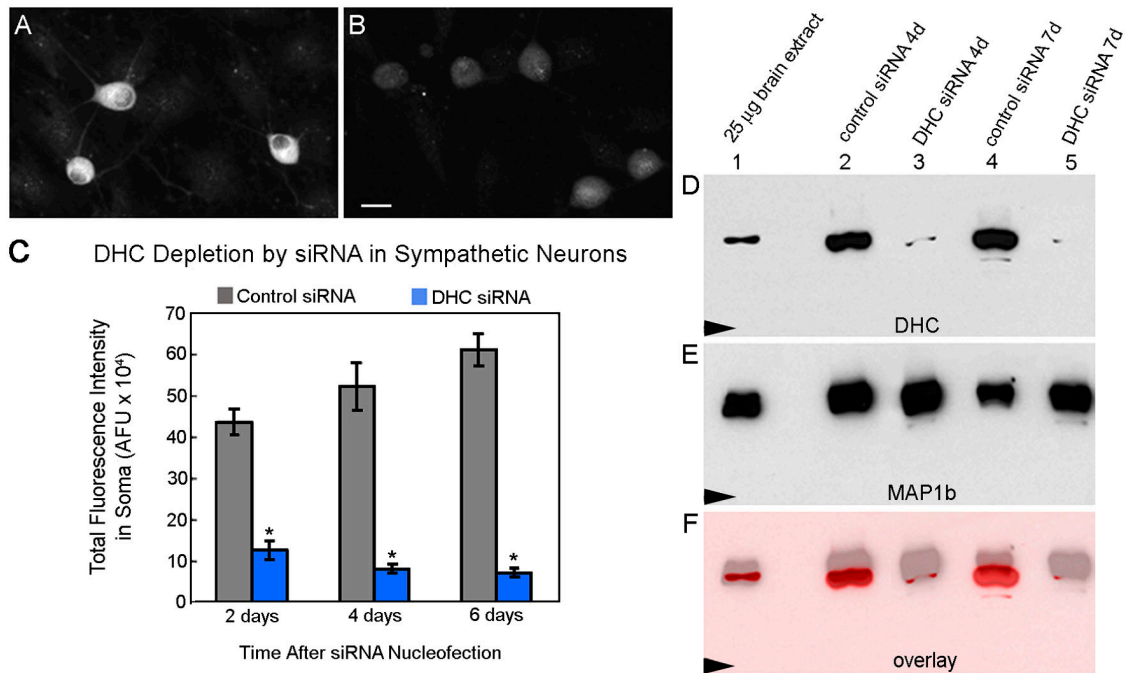 A
B
C
DHC Depletion by siRNA in Sympathetic Neurons
Control siRNA
DHC siRNA
Total Fluorescence Intensity
in Soma (AFU x 10⁴)
70
60
50
40
30
20
10
0
*
*
*
2 days
4 days
6 days
Time After siRNA Nucleofection
25 µg brain extract
control siRNA 4d
DHC siRNA 4d
control siRNA 7d
DHC siRNA 7d
1
2
3
4
5
D
DHC
E
MAP1b
F
overlay